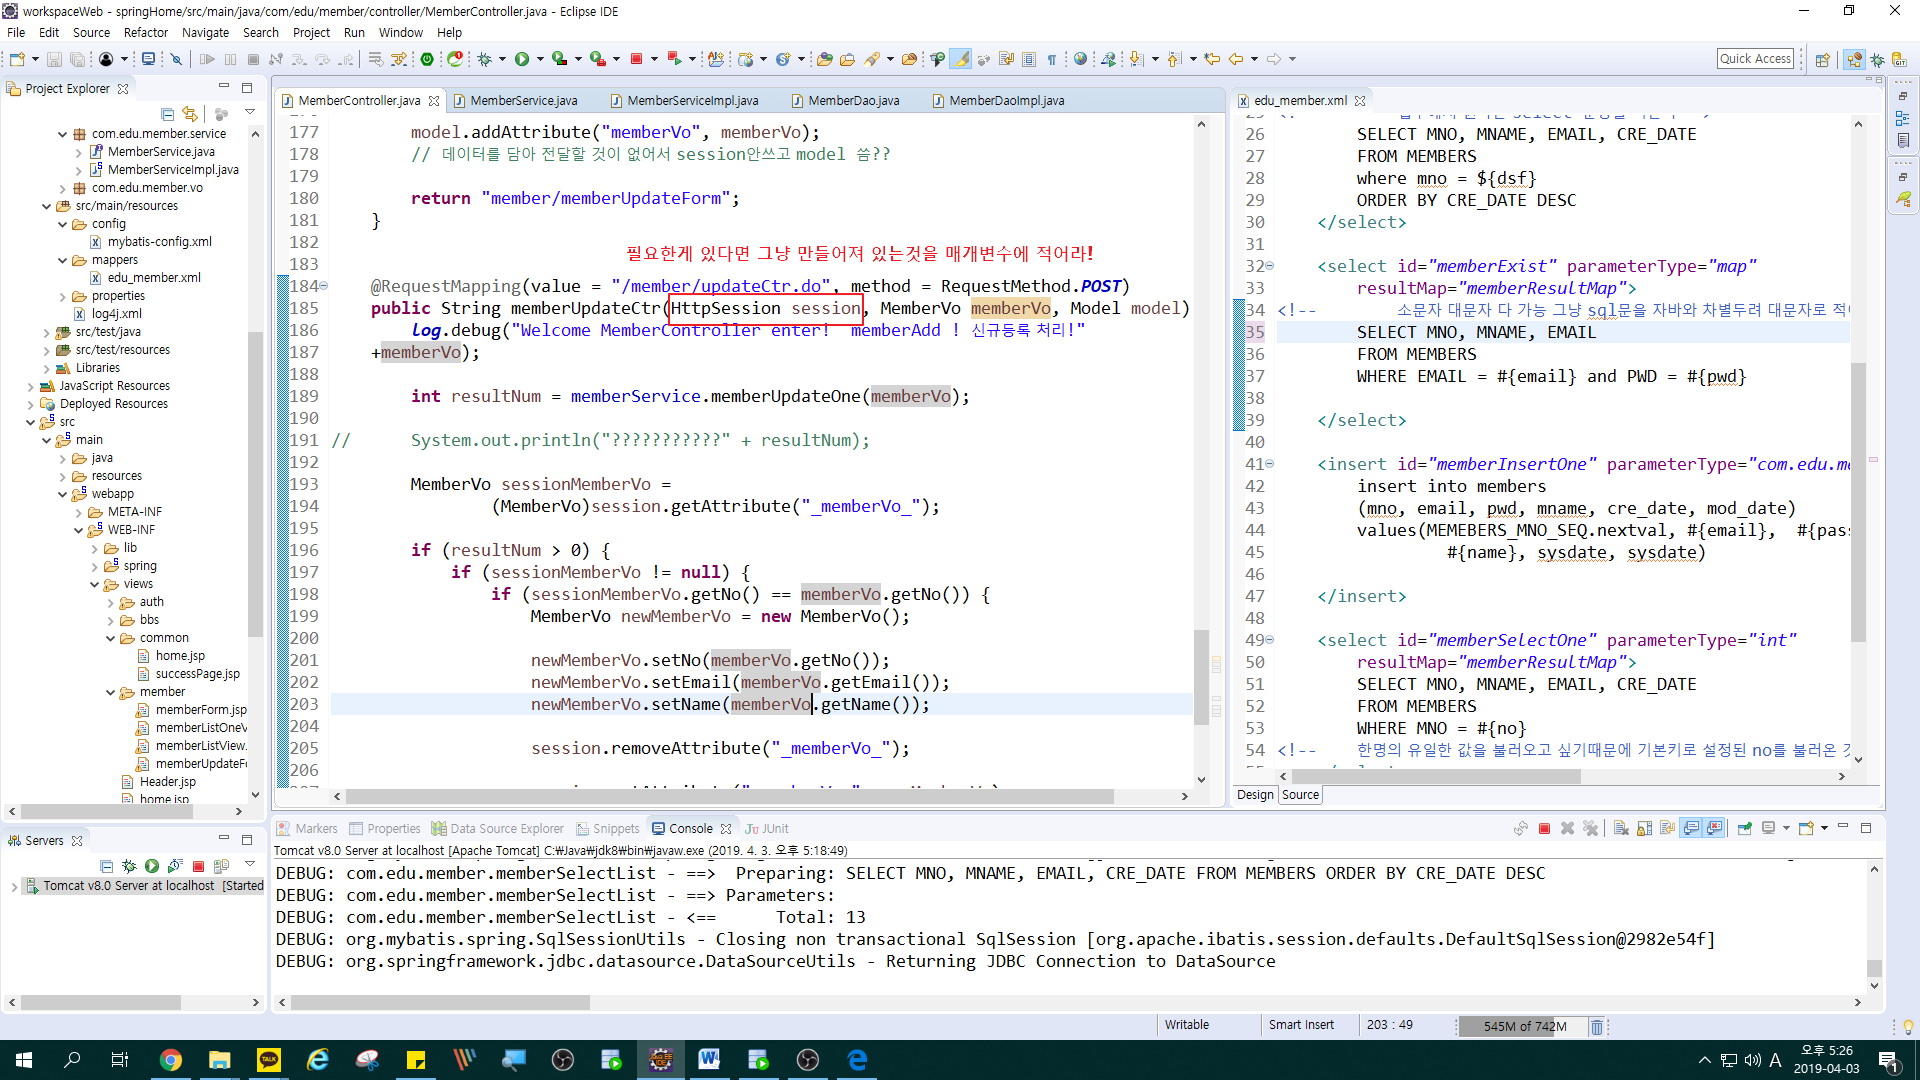 workspaceWeb - springHome/src/main/java/com/edu/member/controller/MemberController.java - Eclipse IDE
File Edit Source Refactor Navigate Search Project Run Window Help
Quick Access
Project Explorer
com.edu.member.service
MemberService.java
MemberServiceImpl.java
com.edu.member.vo
src/main/resources
config
mybatis-config.xml
mappers
edu_member.xml
properties
log4j.xml
src/test/java
src/test/resources
Libraries
JavaScript Resources
Deployed Resources
src
main
java
resources
webapp
META-INF
WEB-INF
lib
spring
views
auth
bbs
common
home.jsp
successPage.jsp
member
memberForm.jsp
memberListOneV
memberListView.
memberUpdateFo
Header.jsp
home.jsp
Servers
Tomcat v8.0 Server at localhost [Started
MemberController.java MemberService.java MemberServiceImpl.java MemberDao.java MemberDaoImpl.java
177 model.addAttribute("memberVo", memberVo);
178 // 데이터를 담아 전달할 것이 없어서 session안쓰고 model 씀??
179
180 return "member/memberUpdateForm";
181 }
182
필요한게 있다면 그냥 만들어져 있는것을 매개변수에 적어라!
183
184 @RequestMapping(value = "/member/updateCtr.do", method = RequestMethod.POST)
185 public String memberUpdateCtr(HttpSession session, MemberVo memberVo, Model model)
186 log.debug("Welcome MemberController enter! memberAdd ! 신규등록 처리!"
187 +memberVo);
188
189 int resultNum = memberService.memberUpdateOne(memberVo);
190
191 // System.out.println("???????????" + resultNum);
192
193 MemberVo sessionMemberVo =
194 (MemberVo)session.getAttribute("_memberVo_");
195
196 if (resultNum > 0) {
197 if (sessionMemberVo != null) {
198 if (sessionMemberVo.getNo() == memberVo.getNo()) {
199 MemberVo newMemberVo = new MemberVo();
200
201 newMemberVo.setNo(memberVo.getNo());
202 newMemberVo.setEmail(memberVo.getEmail());
203 newMemberVo.setName(memberVo.getName());
204
205 session.removeAttribute("_memberVo_");
206
edu_member.xml
26 SELECT MNO, MNAME, EMAIL, CRE_DATE
27 FROM MEMBERS
28 where mno = ${dsf}
29 ORDER BY CRE_DATE DESC
30 </select>
31
32 <select id="memberExist" parameterType="map"
33 resultMap="memberResultMap">
34 <!-- 소문자 대문자 다 가능 그냥 sql문을 자바와 차별두려 대문자로 적어
35 SELECT MNO, MNAME, EMAIL
36 FROM MEMBERS
37 WHERE EMAIL = #{email} and PWD = #{pwd}
38
39 </select>
40
41 <insert id="memberInsertOne" parameterType="com.edu.me
42 insert into members
43 (mno, email, pwd, mname, cre_date, mod_date)
44 values(MEMEBERS_MNO_SEQ.nextval, #{email}, #{pas
45 #{name}, sysdate, sysdate)
46
47 </insert>
48
49 <select id="memberSelectOne" parameterType="int"
50 resultMap="memberResultMap">
51 SELECT MNO, MNAME, EMAIL, CRE_DATE
52 FROM MEMBERS
53 WHERE MNO = #{no}
54 <!-- 한명의 유일한 값을 불러오고 싶기때문에 기본키로 설정된 no를 불러온 것
Design Source
Markers Properties Data Source Explorer Snippets Console JUnit
Tomcat v8.0 Server at localhost [Apache Tomcat] C:￦Java￦jdk8￦bin￦javaw.exe (2019. 4. 3. 오후 5:18:49)
DEBUG: com.edu.member.memberSelectList - ==> Preparing: SELECT MNO, MNAME, EMAIL, CRE_DATE FROM MEMBERS ORDER BY CRE_DATE DESC
DEBUG: com.edu.member.memberSelectList - ==> Parameters:
DEBUG: com.edu.member.memberSelectList - <== Total: 13
DEBUG: org.mybatis.spring.SqlSessionUtils - Closing non transactional SqlSession [org.apache.ibatis.session.defaults.DefaultSqlSession@2982e54f]
DEBUG: org.springframework.jdbc.datasource.DataSourceUtils - Returning JDBC Connection to DataSource
Writable Smart Insert 203 : 49 545M of 742M
TALK
A 오후 5:26
2019-04-03
1